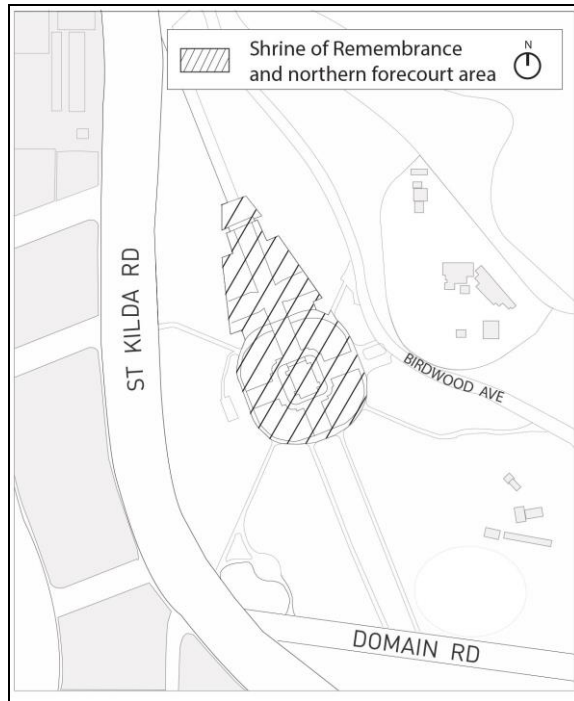 Shrine of Remembrance
and northern forecourt area
N
ST KILDA RD
BIRDWOOD AVE
DOMAIN RD